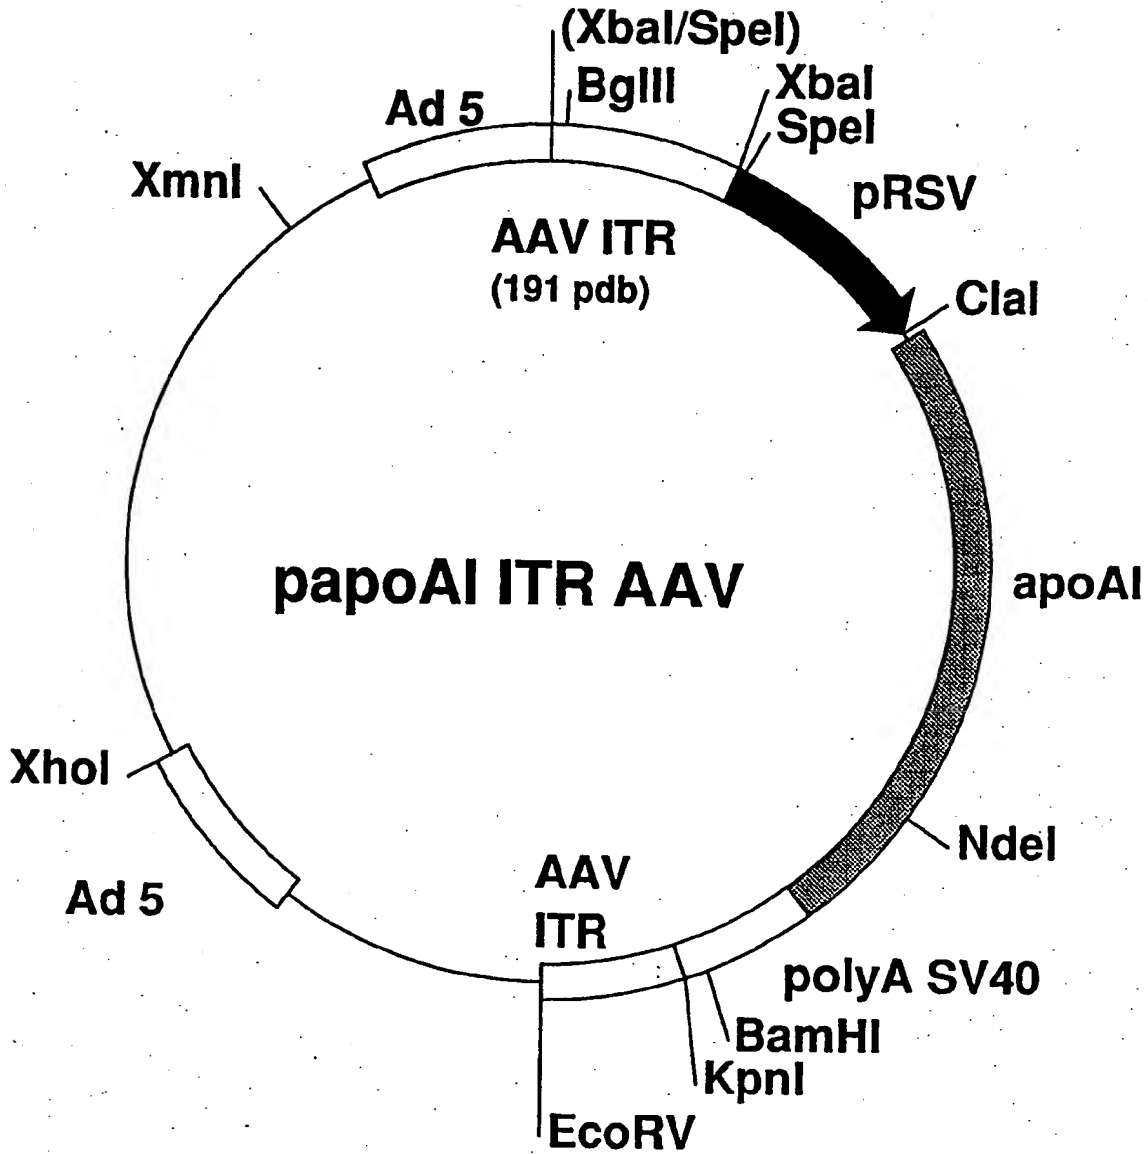 (XbaI/SpeI)
BglII
XbaI
SpeI
Ad 5
pRSV
XmnI
AAV ITR
(191 pdb)
ClaI
papoAI ITR AAV
apoAI
XhoI
NdeI
AAV
ITR
Ad 5
polyA SV40
BamHI
KpnI
EcoRV